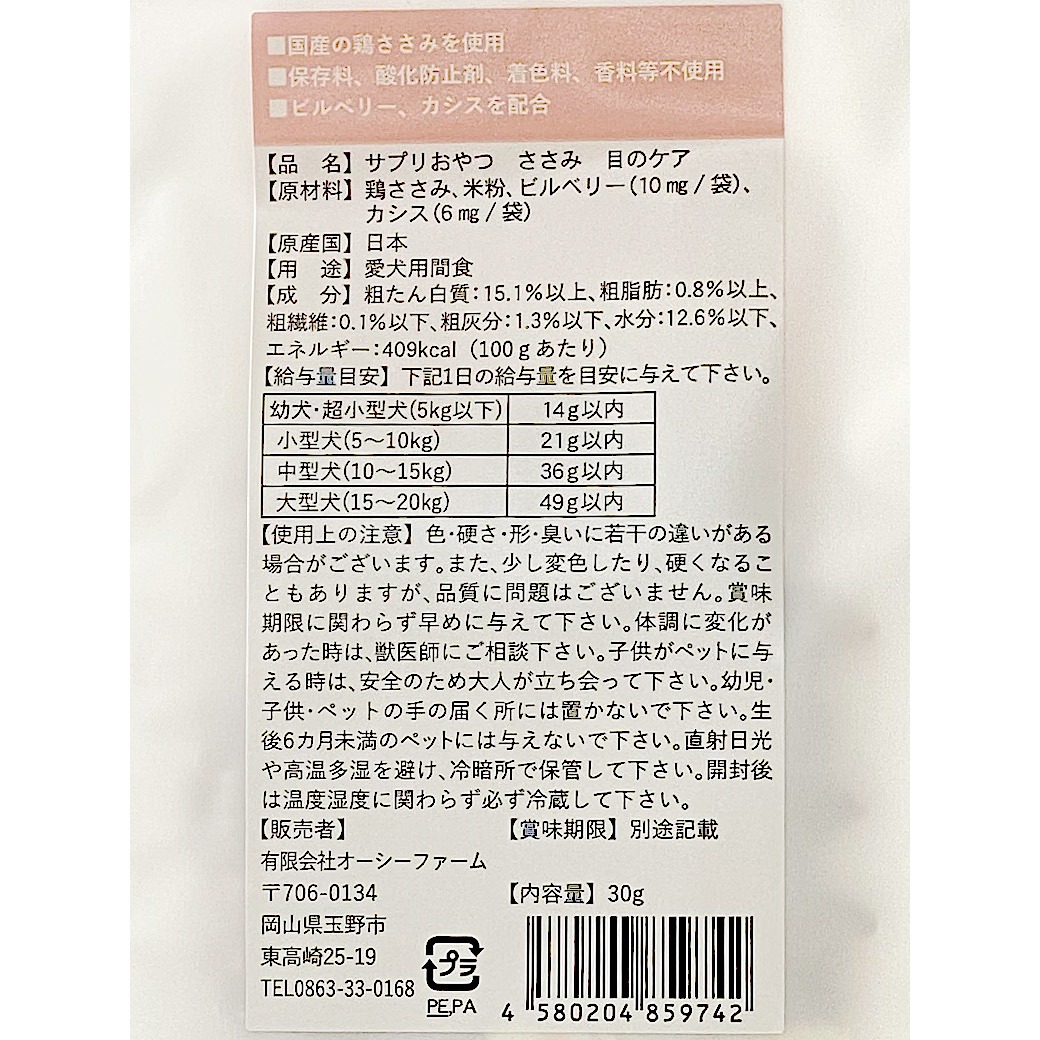 ■国産の鶏ささみを使用
■保存料、酸化防止剤、着色料、香料等不使用
■ビルベリー、カシスを配合
【品　名】サプリおやつ　ささみ　目のケア
【原材料】鶏ささみ、米粉、ビルベリー(10㎎/袋)、
カシス(6㎎/袋)
【原産国】日本
【用　途】愛犬用間食
【成　分】粗たん白質:15.1%以上、粗脂肪:0.8%以上、
粗繊維:0.1%以下、粗灰分:1.3%以下、水分:12.6%以下、
エネルギー:409kcal (100gあたり)
【給与量目安】下記1日の給与量を目安に与えて下さい。
幼犬・超小型犬(5kg以下) 14g以内
小型犬(5〜10kg) 21g以内
中型犬(10〜15kg) 36g以内
大型犬(15〜20kg) 49g以内
【使用上の注意】色・硬さ・形・臭いに若干の違いがある
場合がございます。また、少し変色したり、硬くなるこ
ともありますが、品質に問題はございません。賞味
期限に関わらず早めに与えて下さい。体調に変化が
あった時は、獣医師にご相談下さい。子供がペットに与
える時は、安全のため大人が立ち会って下さい。幼児・
子供・ペットの手の届く所には置かないで下さい。生
後6カ月未満のペットには与えないで下さい。直射日光
や高温多湿を避け、冷暗所で保管して下さい。開封後
は温度湿度に関わらず必ず冷蔵して下さい。
【販売者】
有限会社オーシーファーム
〒706-0134
岡山県玉野市
東高崎25-19
TEL0863-33-0168
【賞味期限】別途記載
【内容量】30g
プラ
PE,PA
4 580204 859742